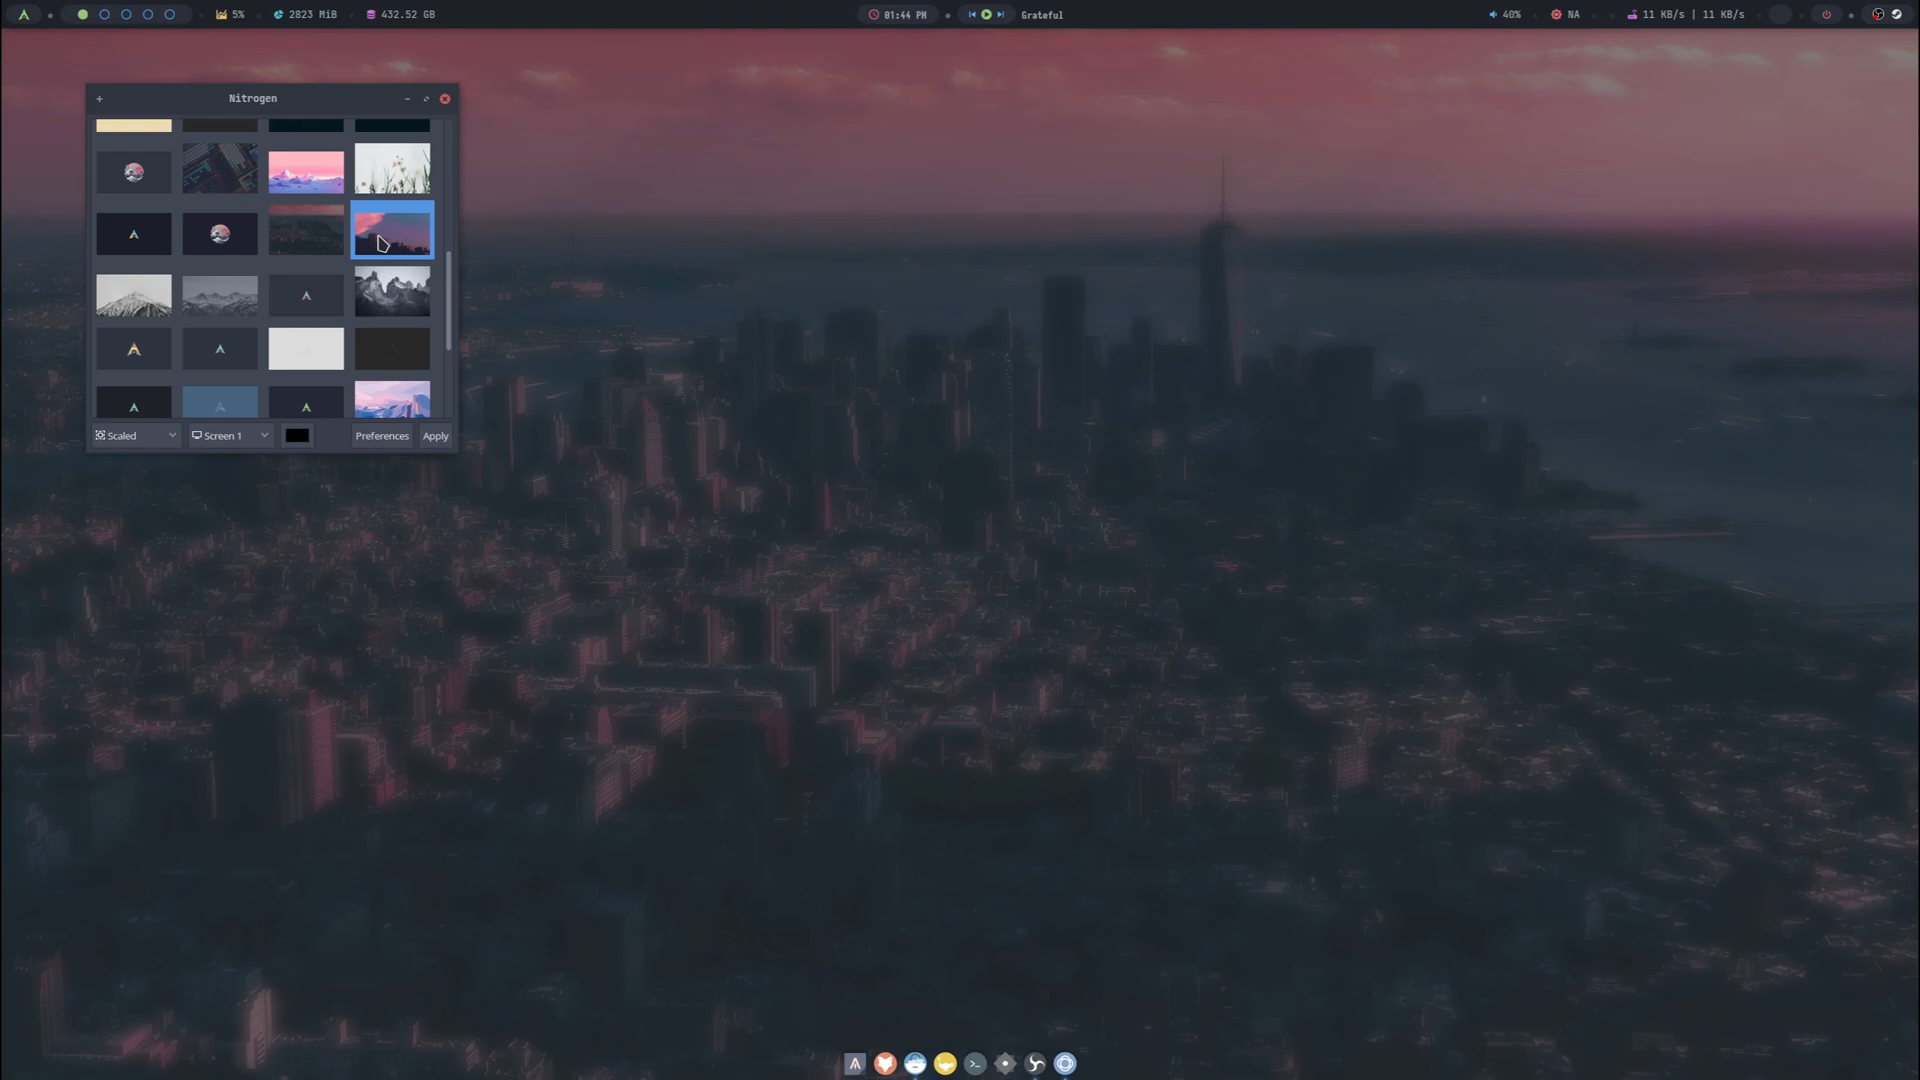 5% 2823 MiB 432.52 GB
01:44 PM Grateful
40% NA 11 KB/s | 11 KB/s
Nitrogen
Scaled Screen 1 Preferences Apply